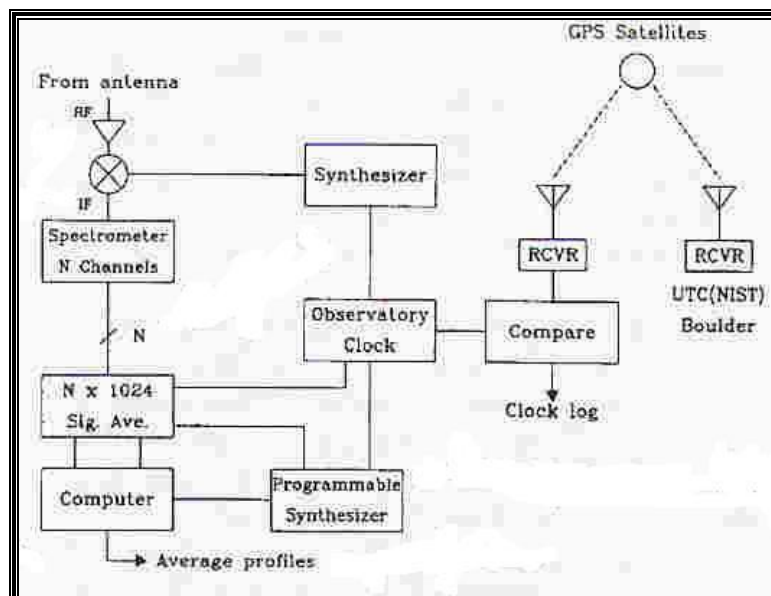 GPS Satellites
From antenna
RF
Synthesizer
IF
Spectrometer
N Channels
RCVR
RCVR
UTC(NIST)
Boulder
N
Observatory
Clock
Compare
N x 1024
Sig. Ave.
Clock log
Computer
Programmable
Synthesizer
Average profiles